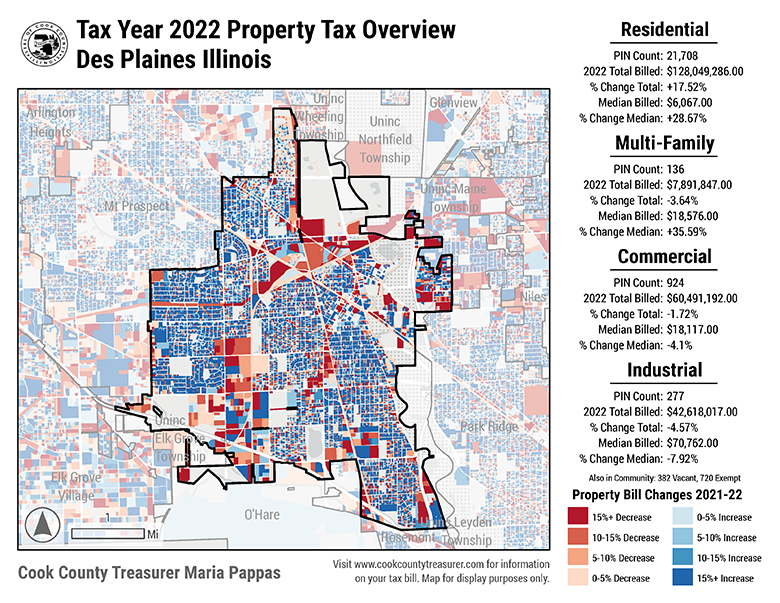 Tax Year 2022 Property Tax Overview
Des Plaines Illinois
Arlington
Heights
Uninc
Wheeling
Township
Uninc
Northfield
Township
Glenview
Mt Prospect
Uninc Maine
Township
Niles
Park Ridge
Uninc
Elk Grove
Township
Elk Grove
Village
O'Hare
Leyden
Rosemont Township
1
Mi
Cook County Treasurer Maria Pappas
Visit www.cookcountytreasurer.com for information
on your tax bill. Map for display purposes only.
Residential
PIN Count: 21,708
2022 Total Billed: $128,049,286.00
% Change Total: +17.52%
Median Billed: $6,067.00
% Change Median: +28.67%
Multi-Family
PIN Count: 136
2022 Total Billed: $7,891,847.00
% Change Total: -3.64%
Median Billed: $18,576.00
% Change Median: +35.59%
Commercial
PIN Count: 924
2022 Total Billed: $60,491,192.00
% Change Total: -1.72%
Median Billed: $18,117.00
% Change Median: -4.1%
Industrial
PIN Count: 277
2022 Total Billed: $42,618,017.00
% Change Total: -4.57%
Median Billed: $70,762.00
% Change Median: -7.92%
Also in Community: 382 Vacant, 720 Exempt
Property Bill Changes 2021-22
15%+ Decrease
10-15% Decrease
5-10% Decrease
0-5% Decrease
0-5% Increase
5-10% Increase
10-15% Increase
15%+ Increase